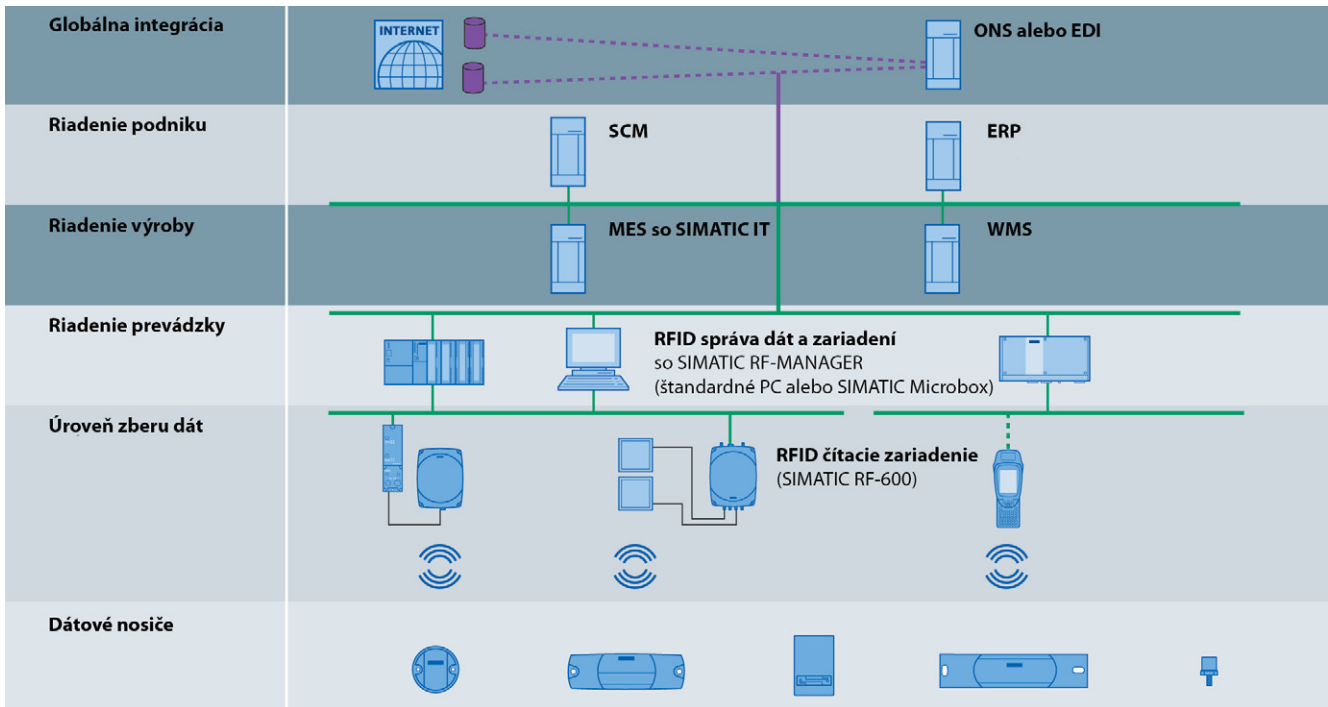 Globálna integrácia
INTERNET
ONS alebo EDI
Riadenie podniku
SCM
ERP
Riadenie výroby
MES so SIMATIC IT
WMS
Riadenie prevádzky
RFID správa dát a zariadení
so SIMATIC RF-MANAGER
(štandardné PC alebo SIMATIC Microbox)
Úroveň zberu dát
RFID čítacie zariadenie
(SIMATIC RF-600)
Dátové nosiče